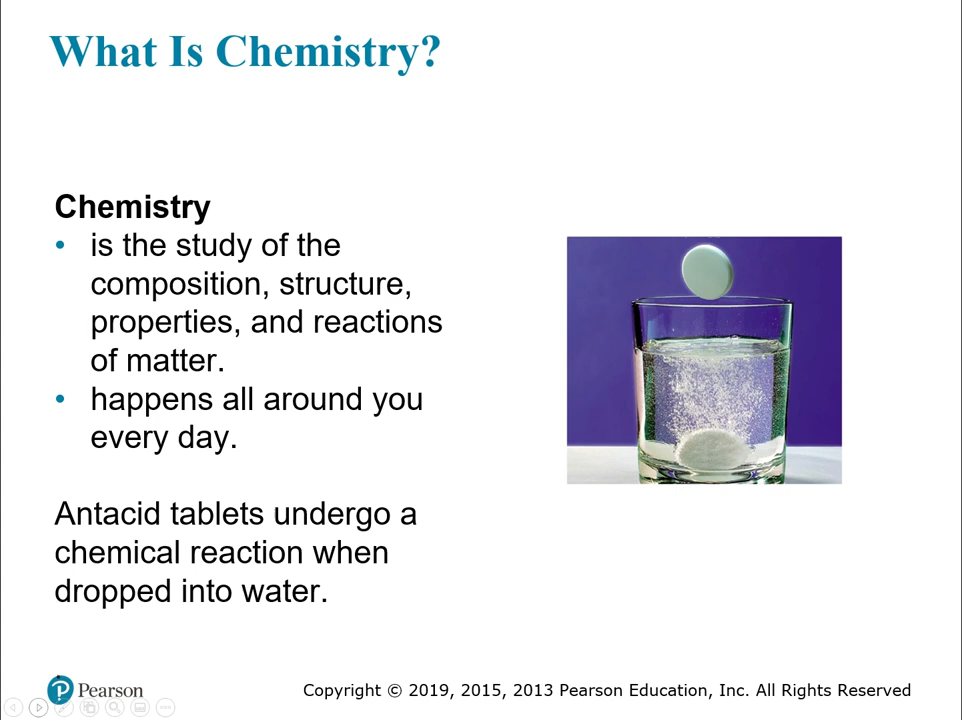 What Is Chemistry?
Chemistry
• is the study of the
composition, structure,
properties, and reactions
of matter.
• happens all around you
every day.
Antacid tablets undergo a
chemical reaction when
dropped into water.
P Pearson
Copyright © 2019, 2015, 2013 Pearson Education, Inc. All Rights Reserved